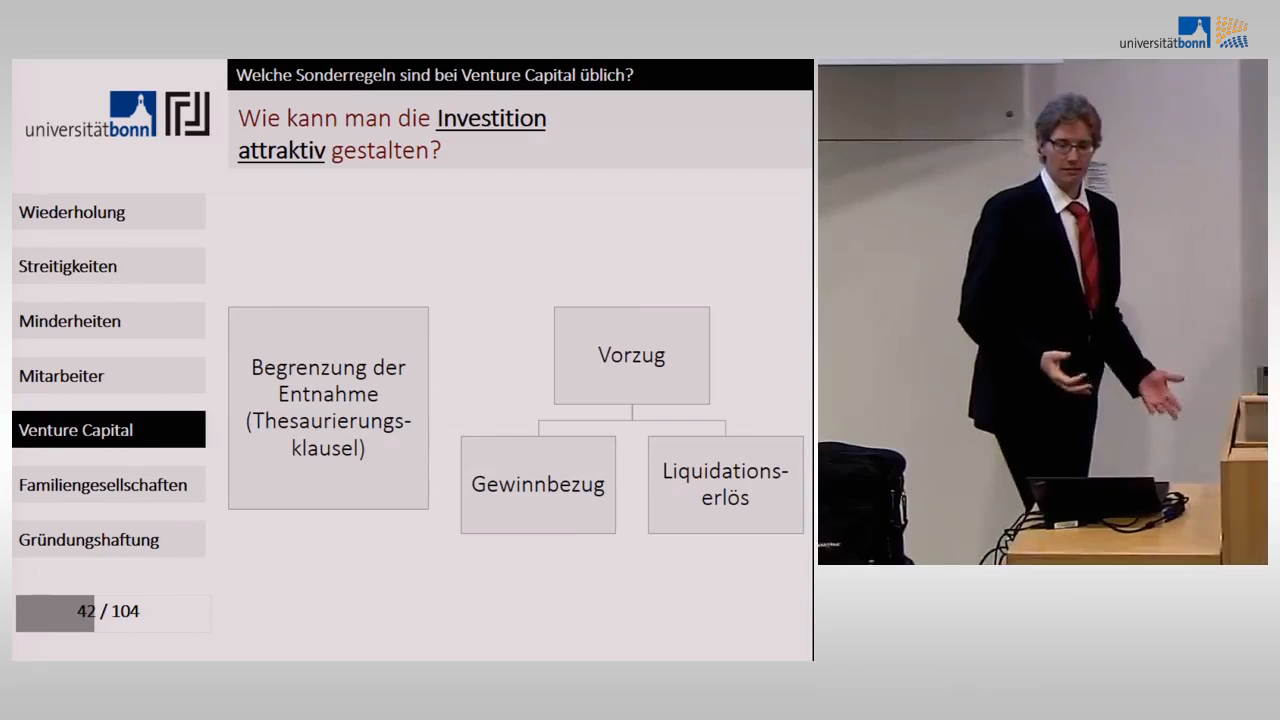 universitätbonn
universitätbonn
Welche Sonderregeln sind bei Venture Capital üblich?
Wie kann man die Investition
attraktiv gestalten?
Wiederholung
Streitigkeiten
Minderheiten
Mitarbeiter
Venture Capital
Familiengesellschaften
Gründungshaftung
42 / 104
Begrenzung der
Entnahme
(Thesaurierungs-
klausel)
Vorzug
Gewinnbezug
Liquidations-
erlös